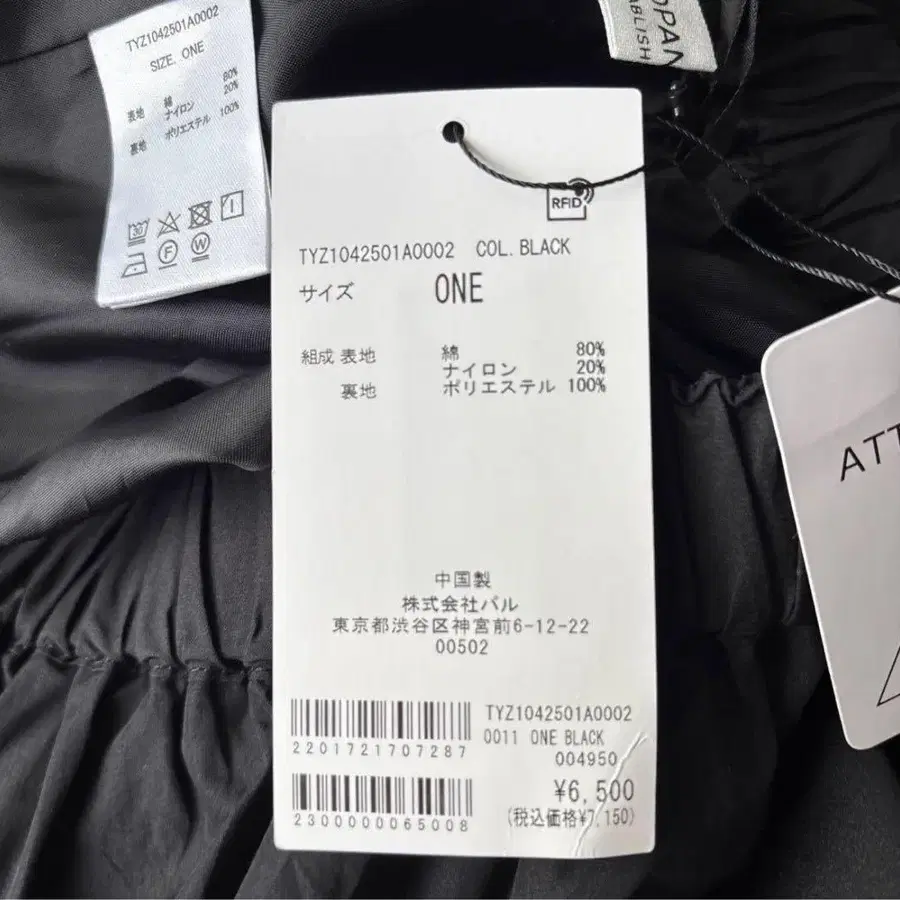 TYZ1042501A0002
SIZE. ONE
表地 綿 80%
ナイロン 20%
裏地 ポリエステル 100%
30
F
W
OPAN
ABLISH
RFID
TYZ1042501A0002 COL. BLACK
サイズ ONE
組成 表地 綿 80%
ナイロン 20%
裏地 ポリエステル 100%
中国製
株式会社バル
東京都渋谷区神宮前6-12-22
00502
2201721707287
TYZ1042501A0002
0011 ONE BLACK
004950
2300000065008
¥6,500
(税込価格¥7,150)
ATT